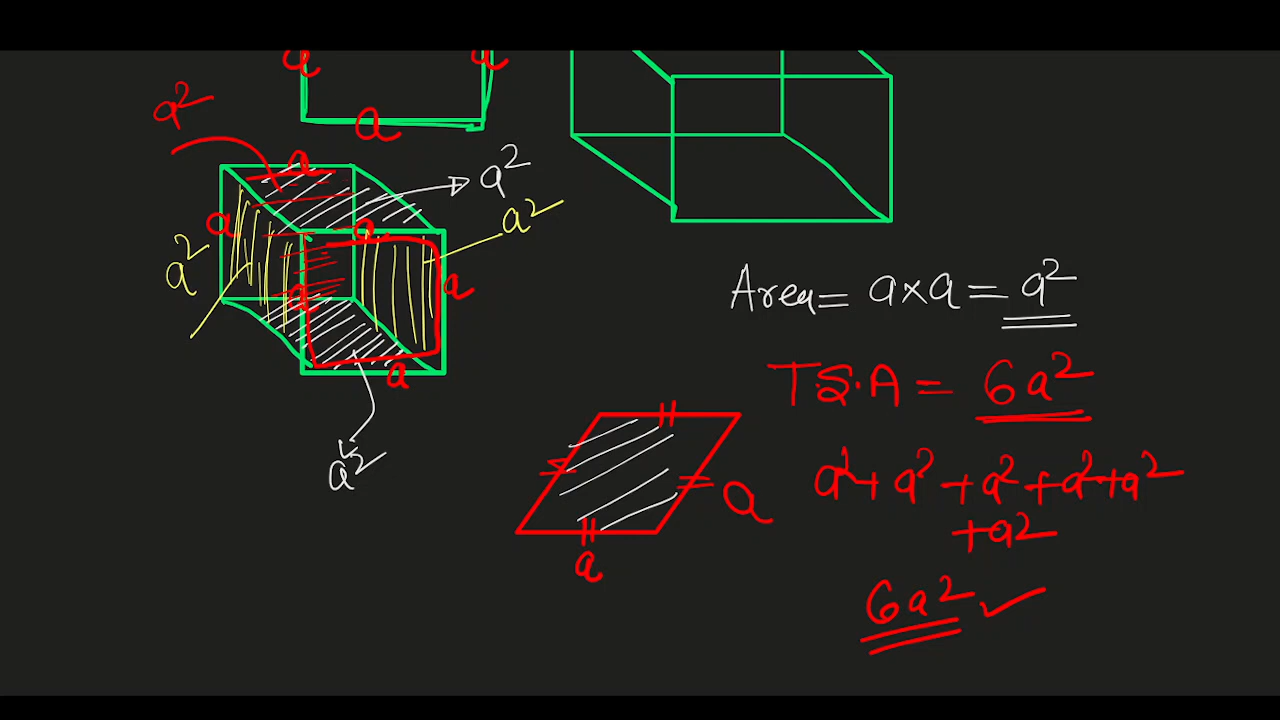 a a
a
a²
a
a²
a a
a²
a²
a
a
a
a²
Area = a×a = a²
T.S.A = 6a²
a²+a²+a²+a²+a²
+a²
a
a
6a²